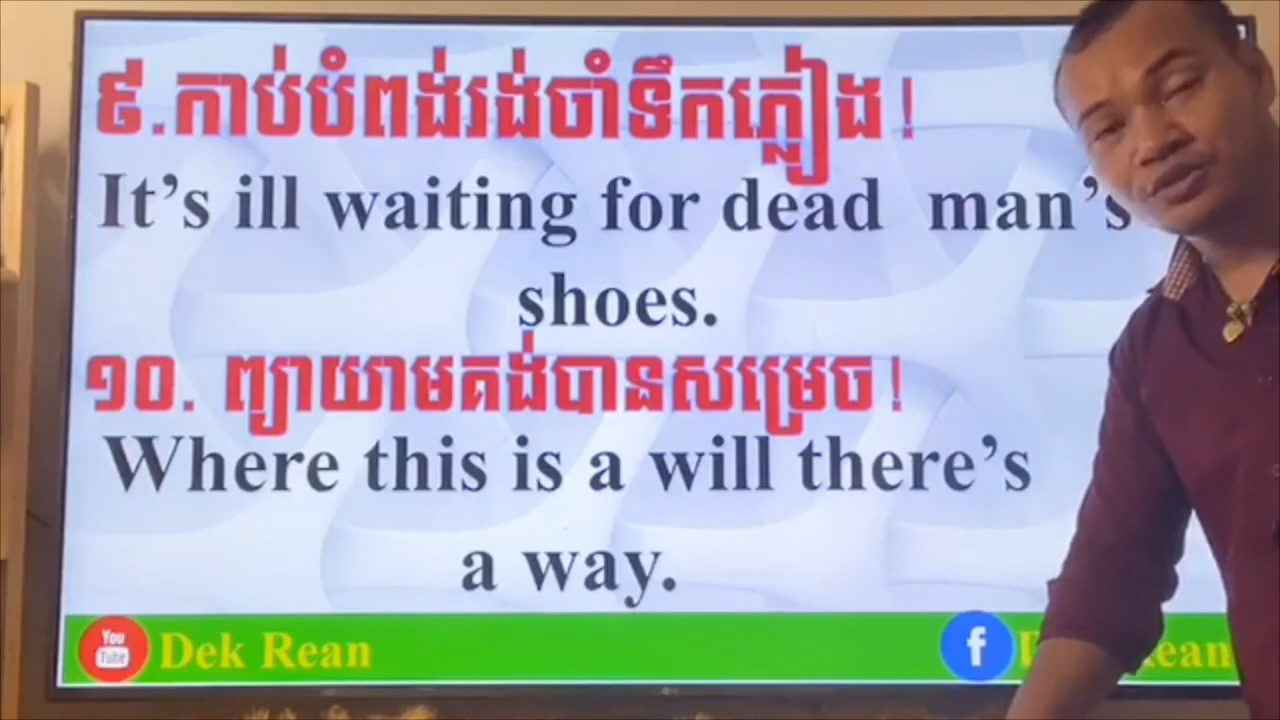 ៩.កាប់បំពង់រង់ចាំទឹកភ្លៀង!
It's ill waiting for dead man's
shoes.
១០. ព្យាយាមគង់បានសម្រេច!
Where this is a will there's
a way.
You
Tube
Dek Rean
f